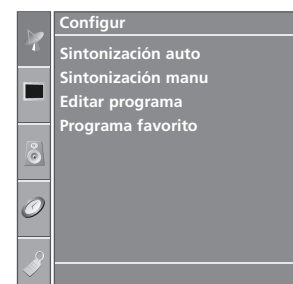 Configur
Sintonización auto
Sintonización manu
Editar programa
Programa favorito